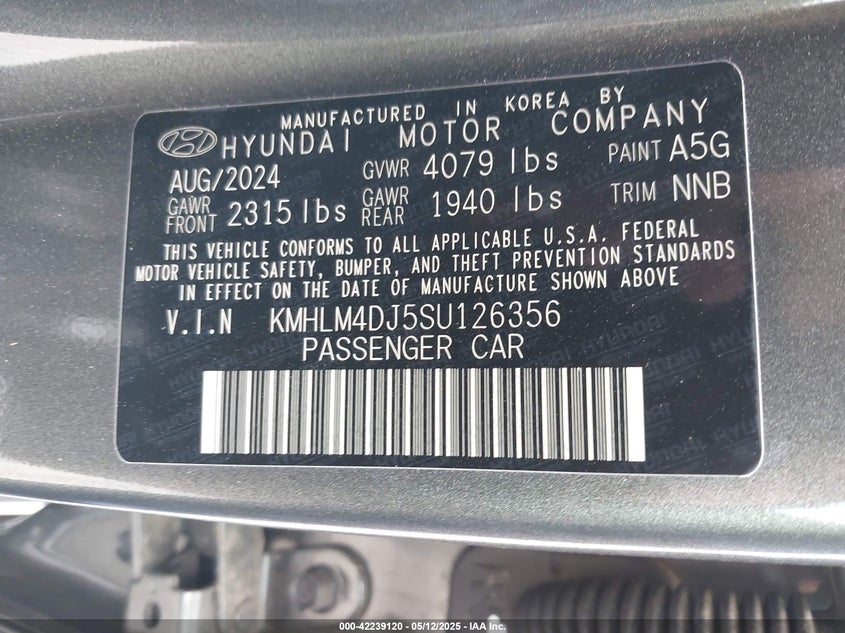 MANUFACTURED IN KOREA BY
HYUNDAI MOTOR COMPANY
AUG/2024 GVWR 4079 lbs PAINT A5G
GAWR FRONT 2315 lbs GAWR REAR 1940 lbs TRIM NNB
THIS VEHICLE CONFORMS TO ALL APPLICABLE U.S.A. FEDERAL
MOTOR VEHICLE SAFETY, BUMPER, AND THEFT PREVENTION STANDARDS
IN EFFECT ON THE DATE OF MANUFACTURE SHOWN ABOVE
V.I.N KMHLM4DJ5SU126356
PASSENGER CAR
000-42239120 - 05/12/2025 - IAA Inc.